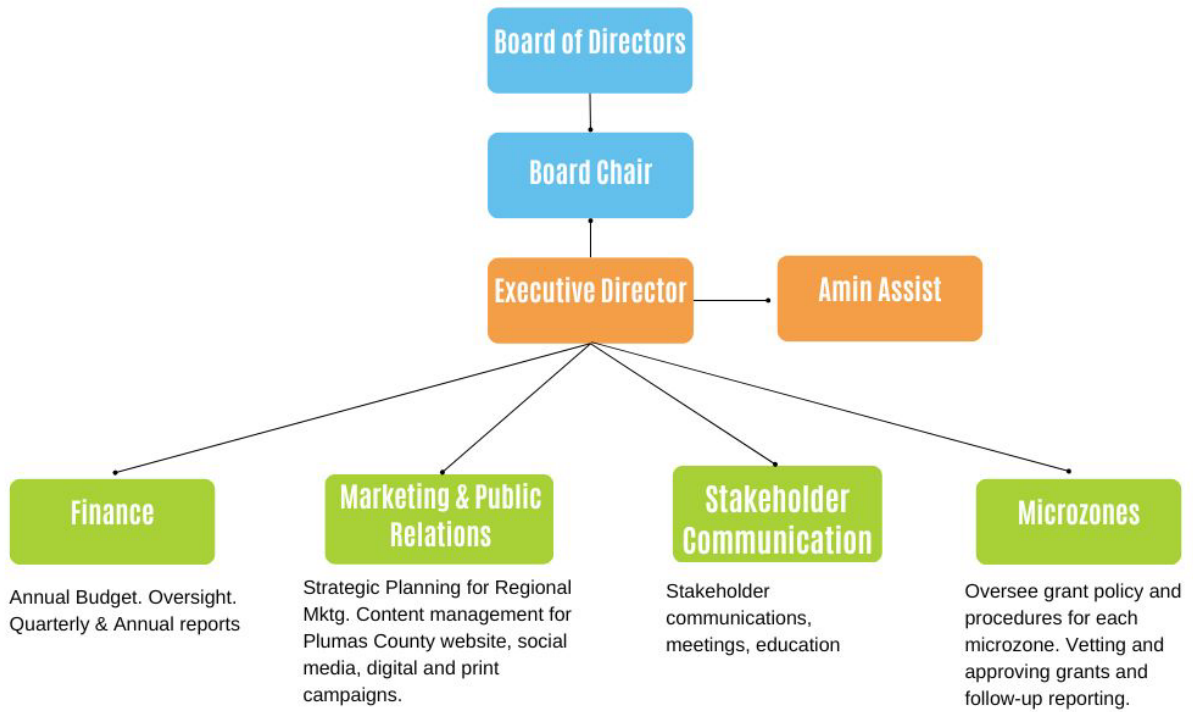 Board of Directors
Board Chair
Executive Director
Amin Assist
Finance
Annual Budget. Oversight.
Quarterly & Annual reports
Marketing & Public
Relations
Strategic Planning for Regional
Mktg. Content management for
Plumas County website, social
media, digital and print
campaigns.
Stakeholder
Communication
Stakeholder
communications,
meetings, education
Microzones
Oversee grant policy and
procedures for each
microzone. Vetting and
approving grants and
follow-up reporting.